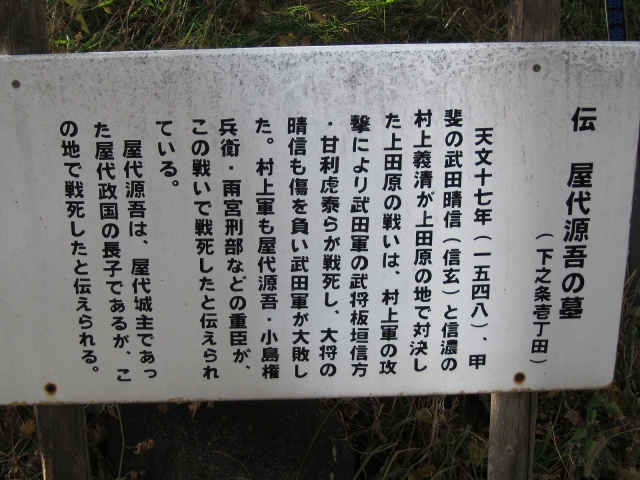 伝　屋代源吾の墓
（下之条壱丁田）
天文十七年（一五四八）、甲
斐の武田晴信（信玄）と信濃の
村上義清が上田原の地で対決し
た上田原の戦いは、村上軍の攻
撃により武田軍の武将板垣信方
・甘利虎泰らが戦死し、大将の
晴信も傷を負い武田軍が大敗し
た。村上軍も屋代源吾・小島権
兵衛・雨宮刑部などの重臣が、
この戦いで戦死したと伝えられ
ている。
屋代源吾は、屋代城主であっ
た屋代政国の長子であるが、こ
の地で戦死したと伝えられる。